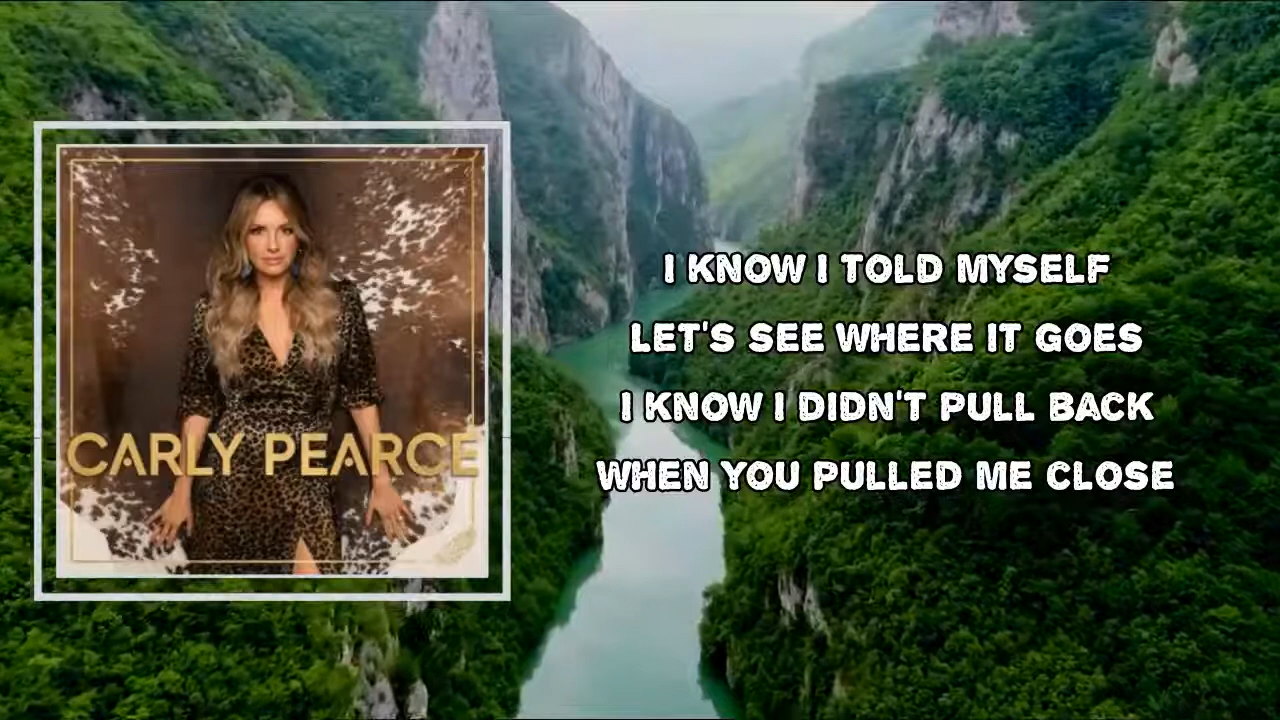 CARLY PEARCE
I KNOW I TOLD MYSELF
LET'S SEE WHERE IT GOES
I KNOW I DIDN'T PULL BACK
WHEN YOU PULLED ME CLOSE